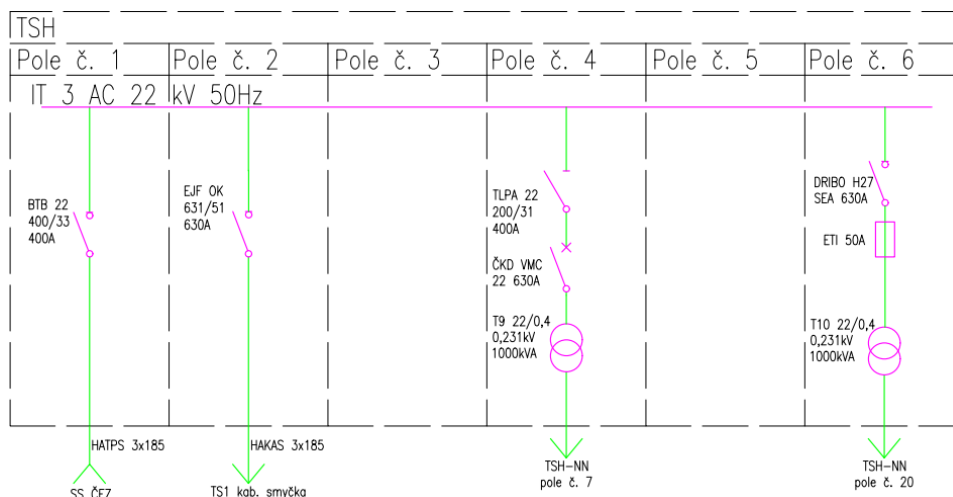 TSH
Pole č. 1
Pole č. 2
Pole č. 3
Pole č. 4
Pole č. 5
Pole č. 6
IT 3 AC 22 kV 50Hz
BTB 22
400/33
400A
EJF OK
631/51
630A
TLPA 22
200/31
400A
ČKD VMC
22 630A
T9 22/0,4
0,231kV
1000kVA
DRIBO H27
SEA 630A
ETI 50A
T10 22/0,4
0,231kV
1000kVA
HATPS 3x185
HAKAS 3x185
SS ČEZ
TS1 kab. smyčka
TSH-NN
pole č. 7
TSH-NN
pole č. 20